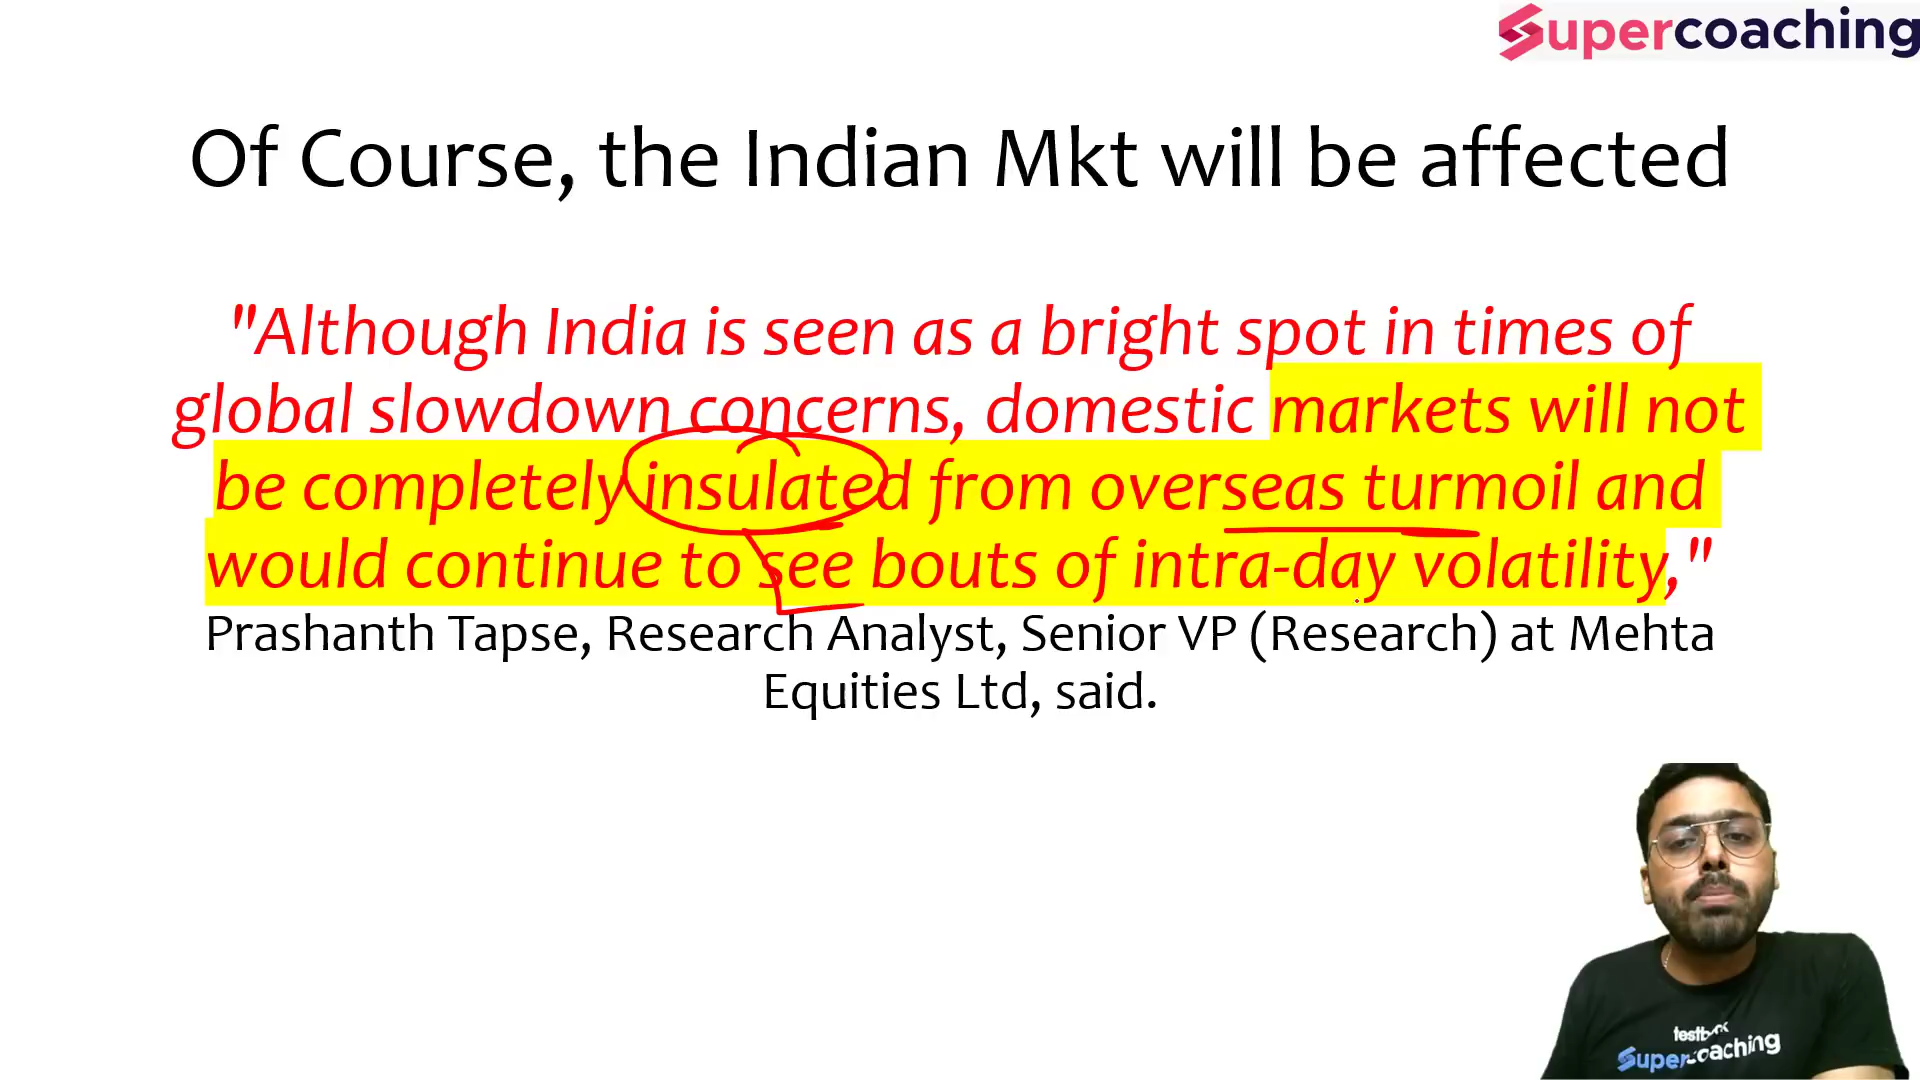 Supercoaching
Of Course, the Indian Mkt will be affected
"Although India is seen as a bright spot in times of
global slowdown concerns, domestic markets will not
be completely insulated from overseas turmoil and
would continue to see bouts of intra-day volatility,"
Prashanth Tapse, Research Analyst, Senior VP (Research) at Mehta
Equities Ltd, said.
testbook
Supercoaching